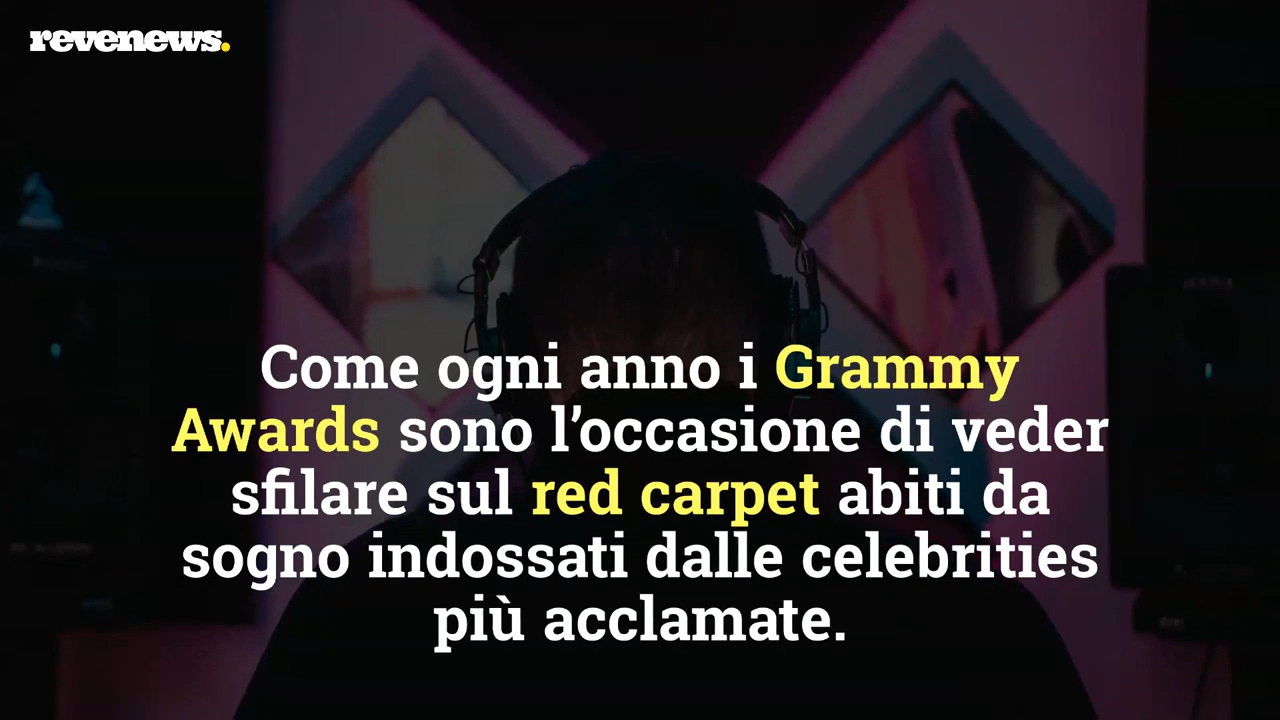 revenews.
Come ogni anno i Grammy
Awards sono l’occasione di veder
sfilare sul red carpet abiti da
sogno indossati dalle celebrities
più acclamate.